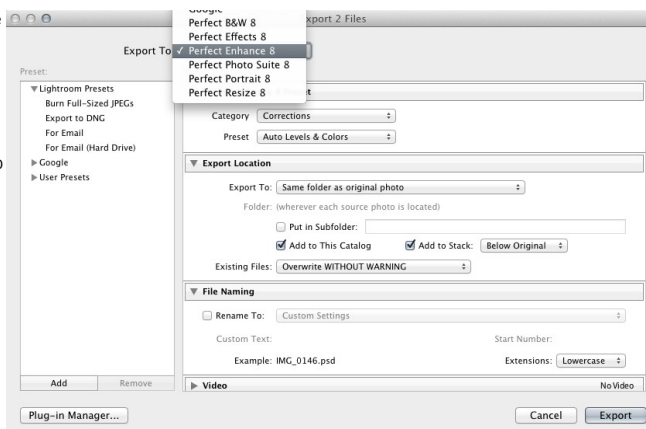 Google
xport 2 Files
Perfect B&W 8
Perfect Effects 8
Export To ✓ Perfect Enhance 8
Perfect Photo Suite 8
Preset:
Perfect Portrait 8
Perfect Resize 8
Lightroom Presets
Burn Full-Sized JPEGs
Export to DNG
For Email
For Email (Hard Drive)
Google
User Presets
Category Corrections
Preset Auto Levels & Colors
Export Location
Export To: Same folder as original photo
Folder: (wherever each source photo is located)
Put in Subfolder:
Add to This Catalog Add to Stack: Below Original
Existing Files: Overwrite WITHOUT WARNING
File Naming
Rename To: Custom Settings
Custom Text: Start Number:
Example: IMG_0146.psd Extensions: Lowercase
Video No Video
Add Remove
Plug-in Manager... Cancel Export